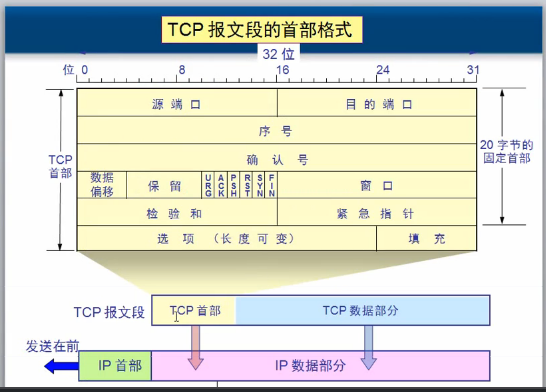 TCP 报文段的首部格式
32 位
位 0 8 16 24 31
源 端 口 目 的 端 口
序 号
TCP
首部
20 字节的
固定首部
确 认 号
数据
偏移
保 留
URG
ACK
PSH
RST
SYN
FIN
窗 口
检 验 和 紧 急 指 针
选 项 （长 度 可 变） 填 充
TCP 报文段 TCP 首部 TCP 数据部分
发送在前
IP 首部 IP 数据部分